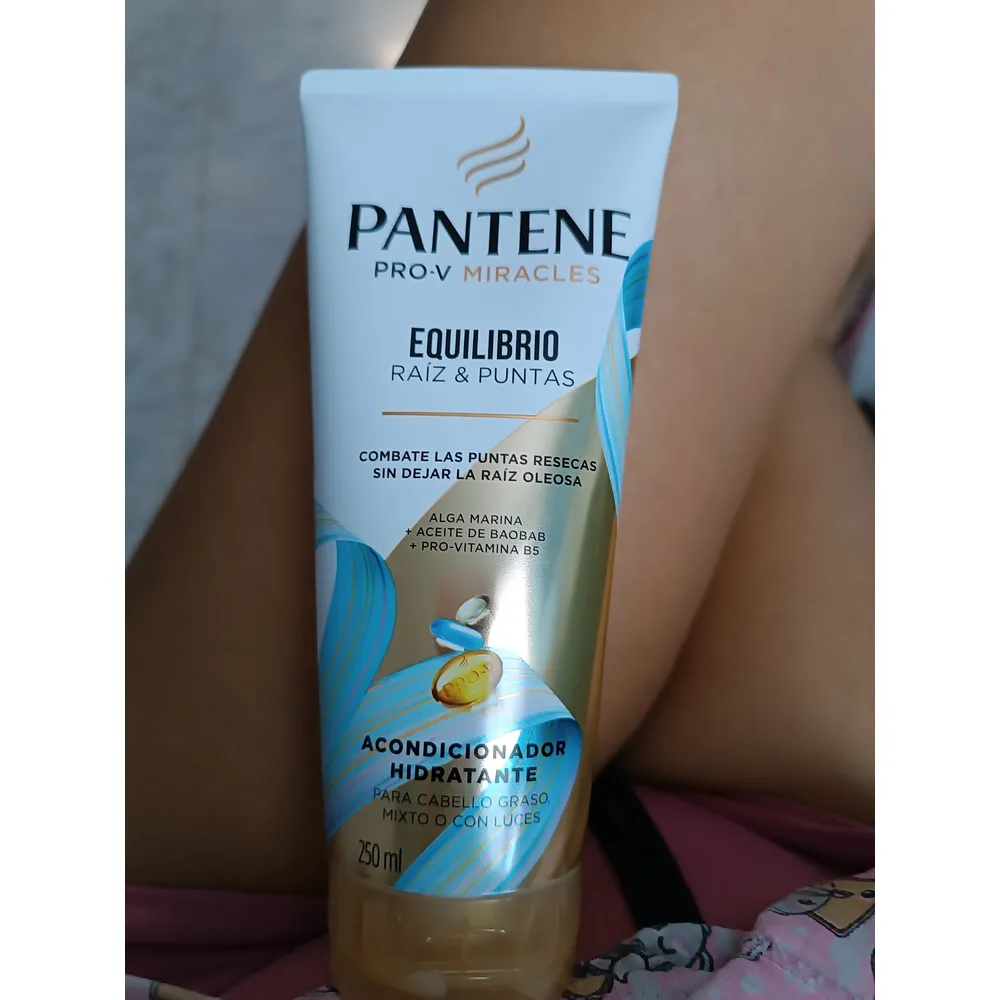 PANTENE
PRO-V MIRACLES
EQUILIBRIO
RAÍZ & PUNTAS
COMBATE LAS PUNTAS RESECAS
SIN DEJAR LA RAÍZ OLEOSA
ALGA MARINA
+ ACEITE DE BAOBAB
+ PRO-VITAMINA B5
PRO-V
ACONDICIONADOR
HIDRATANTE
PARA CABELLO GRASO,
MIXTO O CON LUCES
250 ml